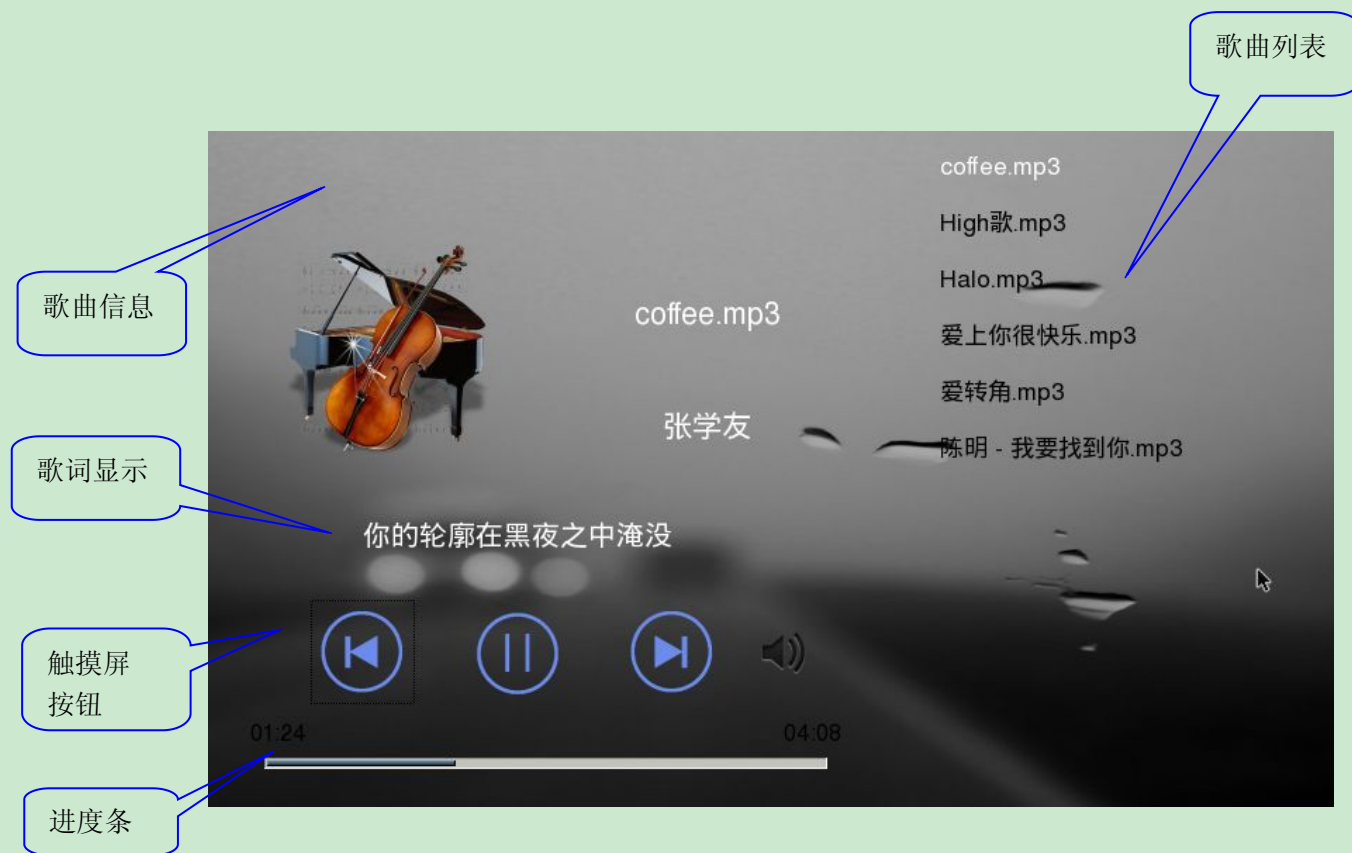 歌曲列表
coffee.mp3
High歌.mp3
Halo.mp3
爱上你很快乐.mp3
爱转角.mp3
陈明 - 我要找到你.mp3
歌曲信息
coffee.mp3
张学友
歌词显示
你的轮廓在黑夜之中淹没
触摸屏
按钮
01:24
04:08
进度条